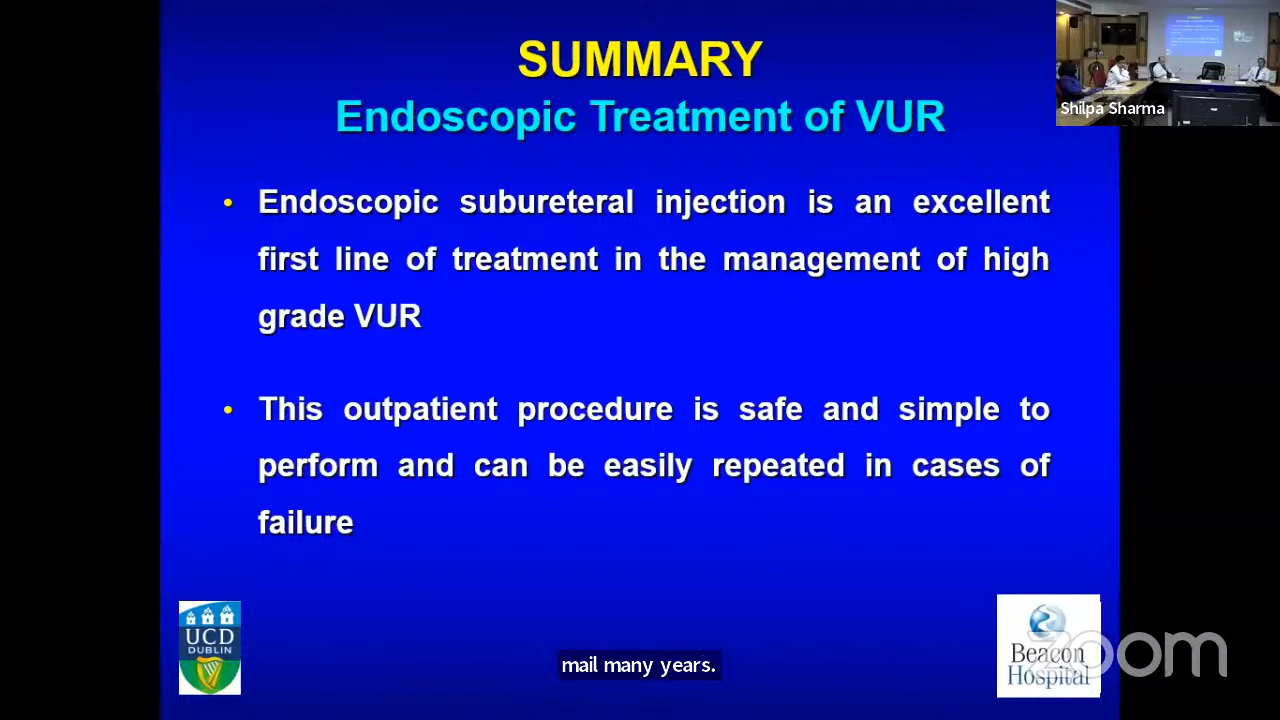 SUMMARY
Endoscopic Treatment of VUR
Shilpa Sharma
• Endoscopic subureteral injection is an excellent
first line of treatment in the management of high
grade VUR
• This outpatient procedure is safe and simple to
perform and can be easily repeated in cases of
failure
UCD
DUBLIN
mail many years.
Beacon
Hospital
zoom